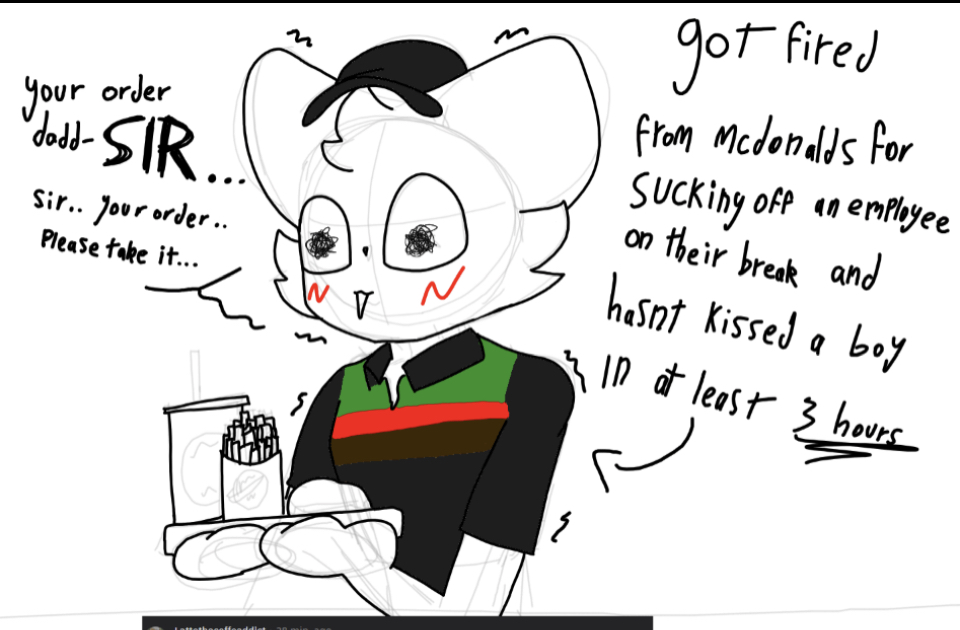 your order
dadd- SIR...
Sir.. your order..
Please take it...
got fired
from mcdonalds for
sucking off an employee
on their break and
hasnt kissed a boy
in at least 3 hours